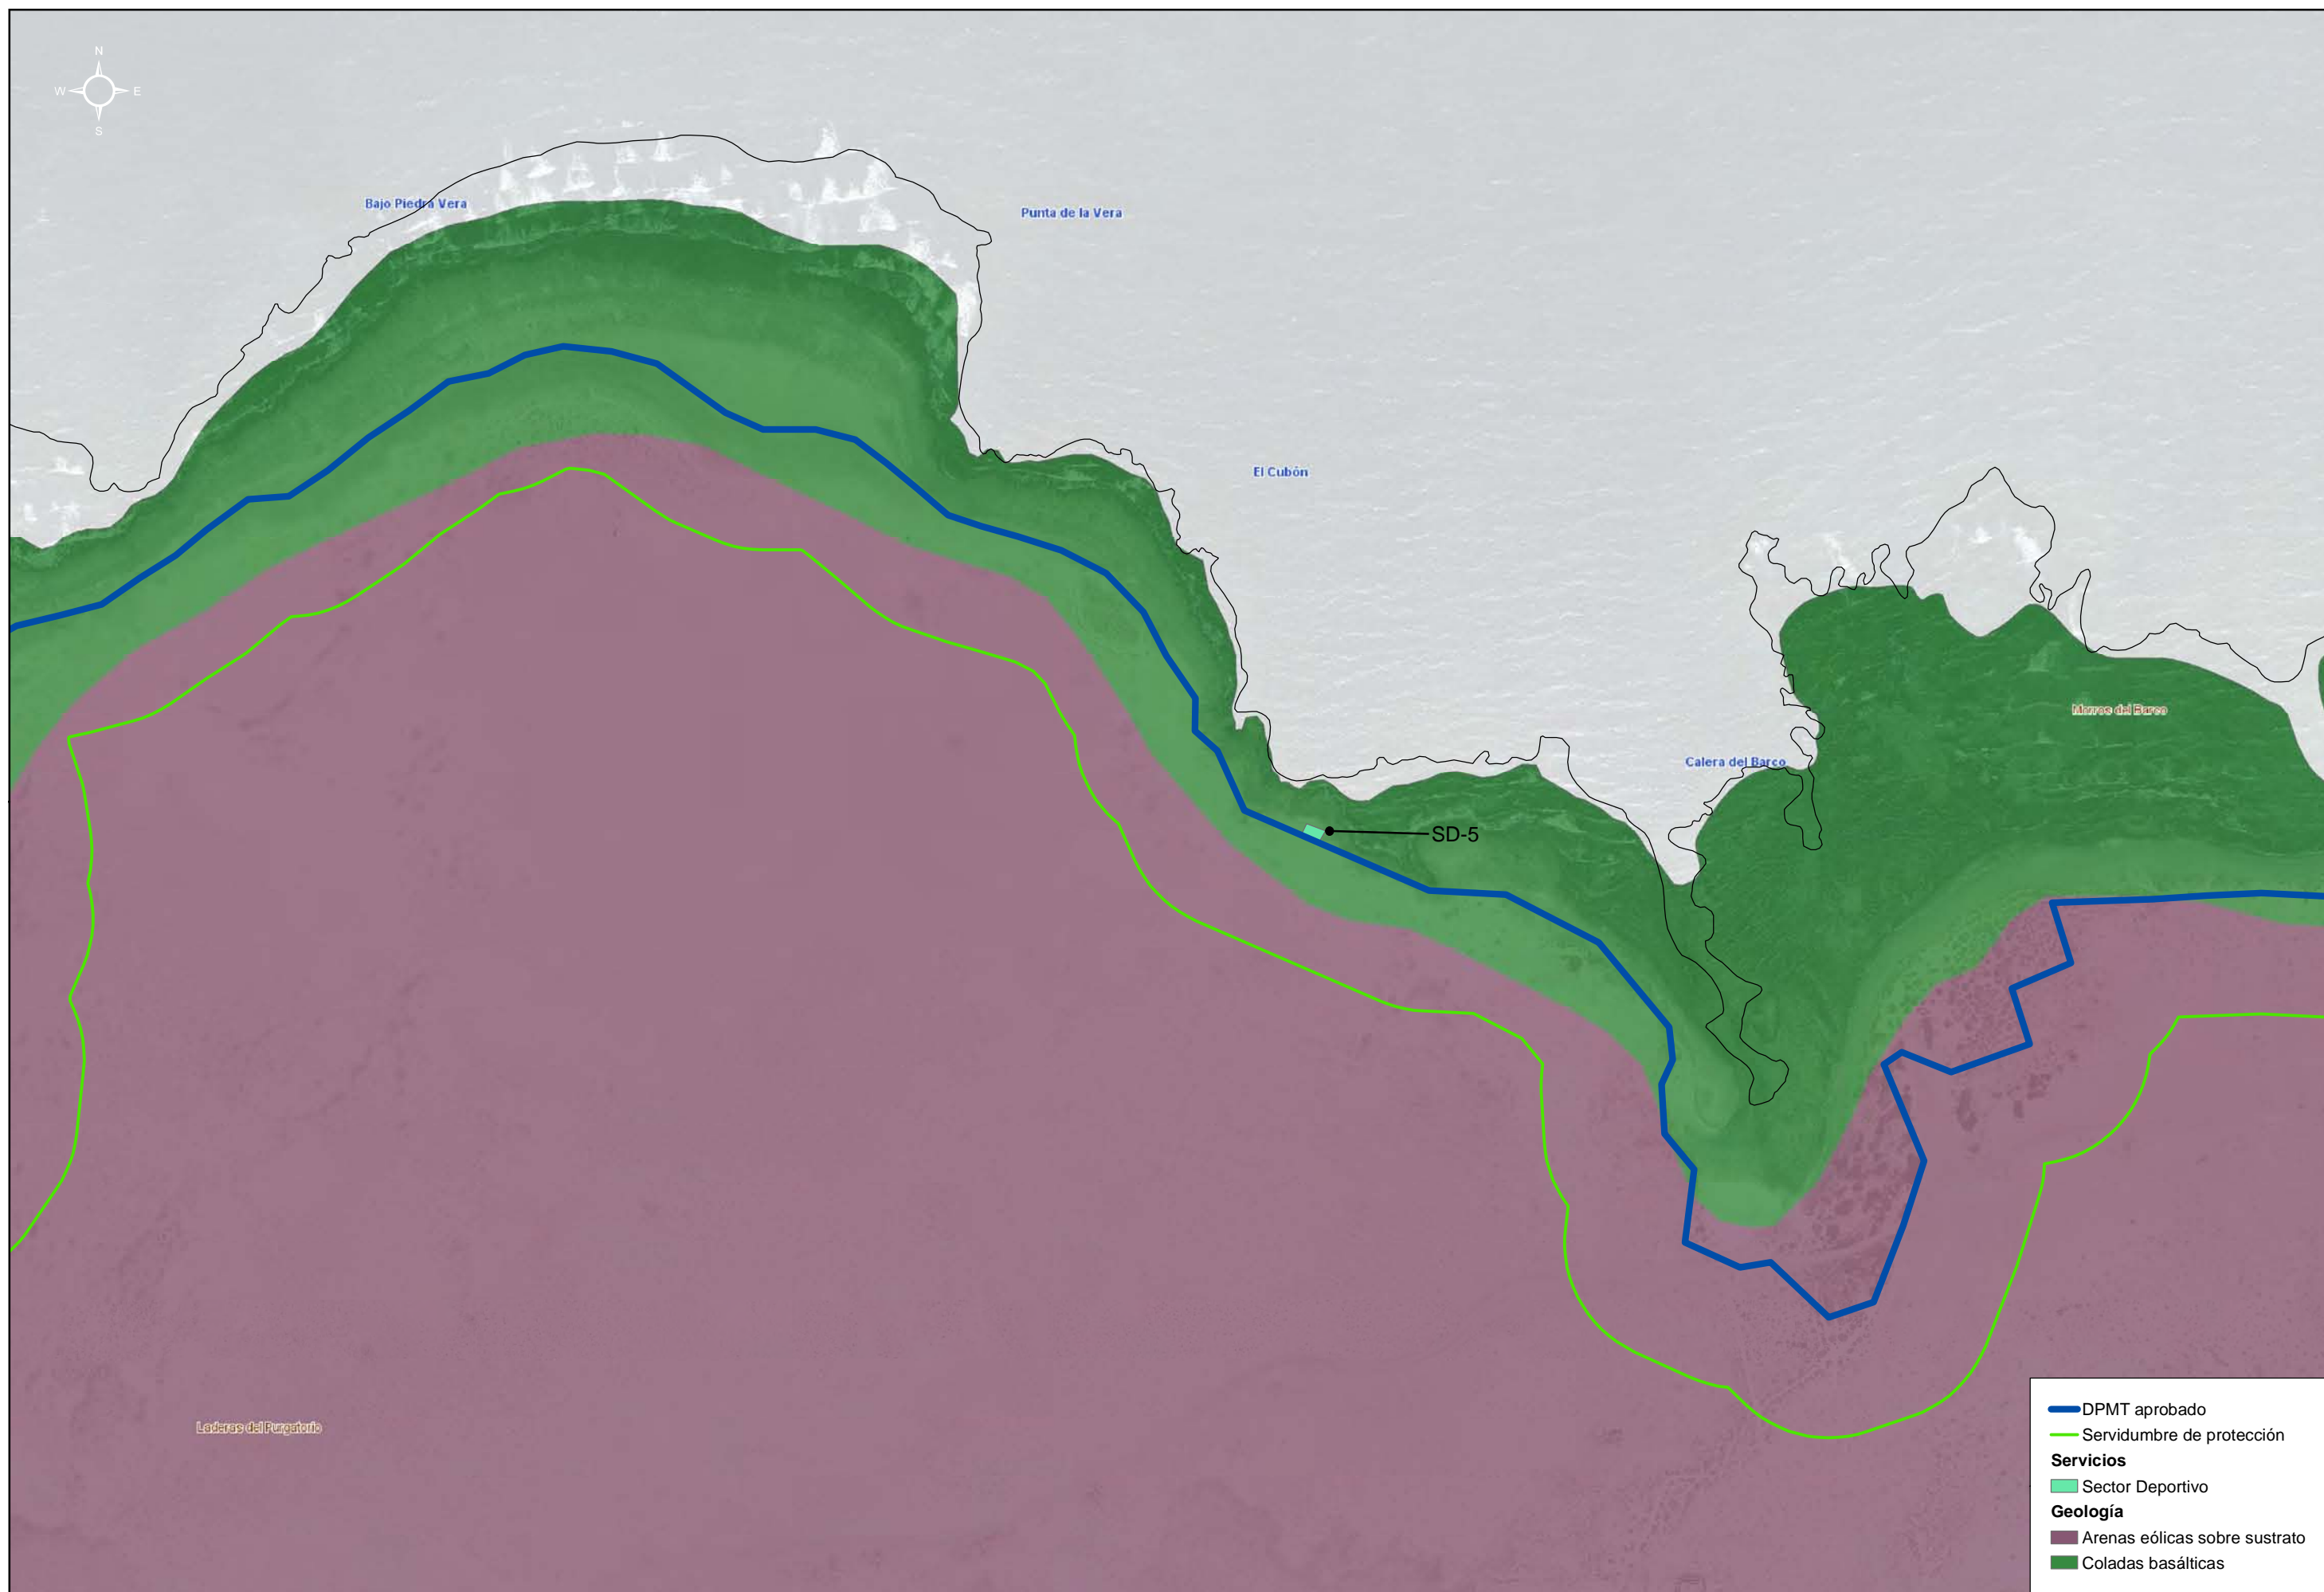 N
W E
S
Bajo Piedra Vera
Punta de la Vera
El Cubón
Morros del Barco
Calera del Barco
SD-5
Laderas del Purgatorio
DPMT aprobado
Servidumbre de protección
Servicios
Sector Deportivo
Geología
Arenas eólicas sobre sustrato
Coladas basálticas